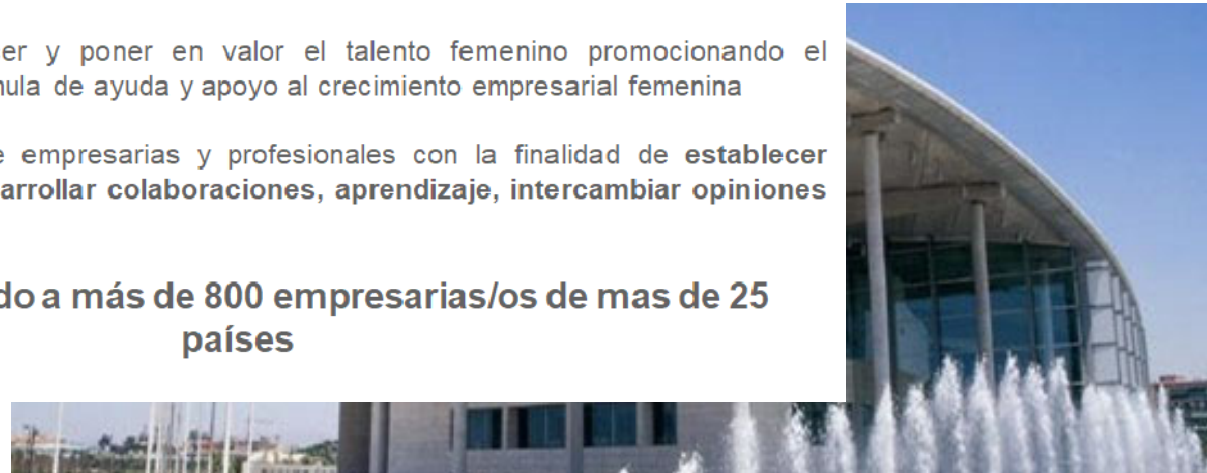 er y poner en valor el talento femenino promocionando el
ula de ayuda y apoyo al crecimiento empresarial femenina
e empresarias y profesionales con la finalidad de establecer
arrollar colaboraciones, aprendizaje, intercambiar opiniones
do a más de 800 empresarias/os de mas de 25
países